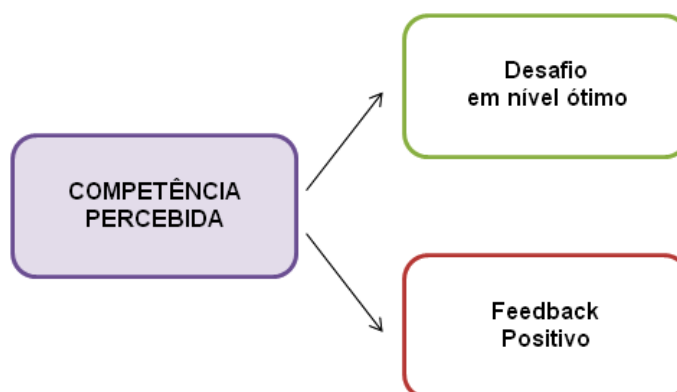 Desafio
em nível ótimo
COMPETÊNCIA
PERCEBIDA
Feedback
Positivo